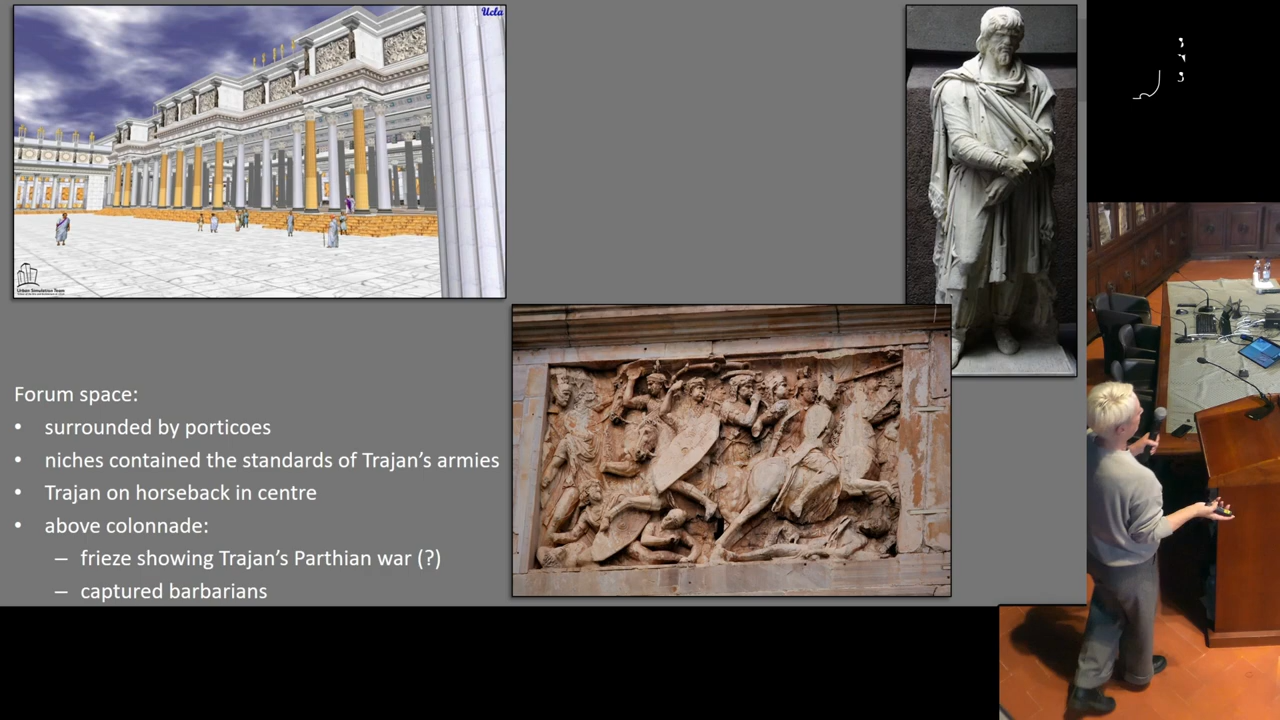 Ucla
Urban Simulation Team
Forum space:
• surrounded by porticoes
• niches contained the standards of Trajan’s armies
• Trajan on horseback in centre
• above colonnade:
– frieze showing Trajan’s Parthian war (?)
– captured barbarians